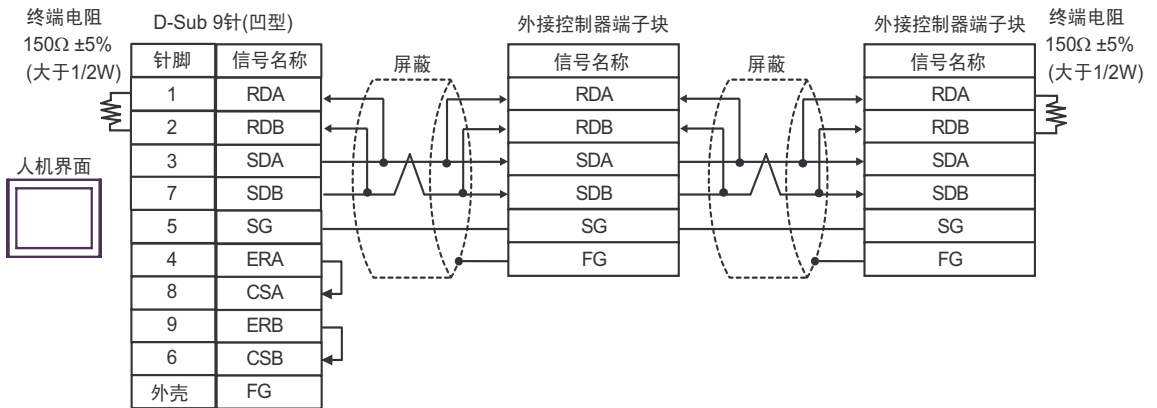 终端电阻
150Ω ±5%
(大于1/2W)
D-Sub 9针(凹型)
针脚 信号名称
1 RDA
2 RDB
3 SDA
7 SDB
5 SG
4 ERA
8 CSA
9 ERB
6 CSB
外壳 FG
人机界面
屏蔽
外接控制器端子块
信号名称
RDA
RDB
SDA
SDB
SG
FG
屏蔽
外接控制器端子块
信号名称
RDA
RDB
SDA
SDB
SG
FG
终端电阻
150Ω ±5%
(大于1/2W)